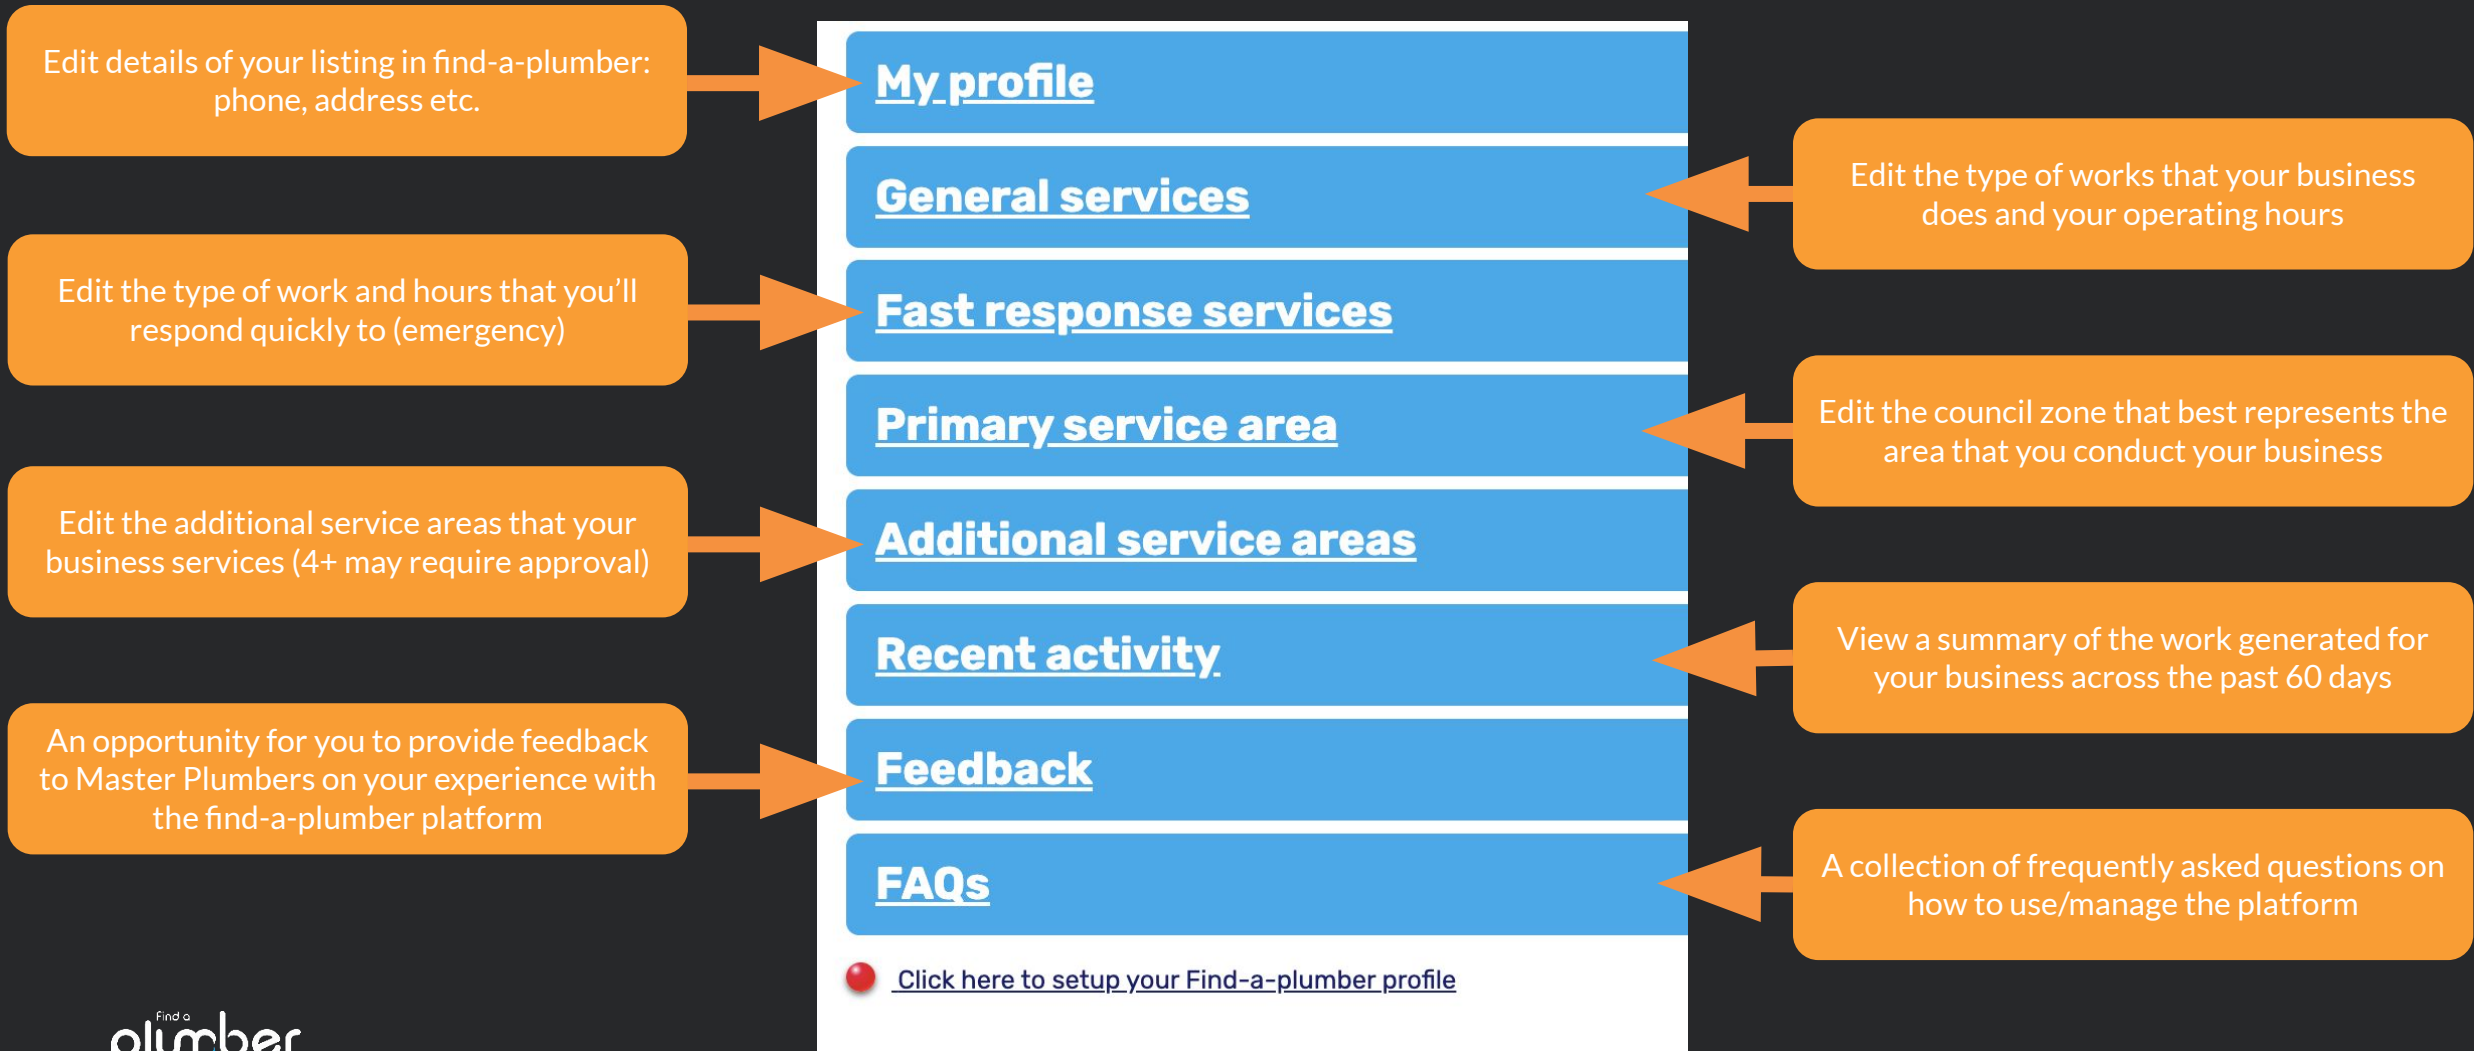 Edit details of your listing in find-a-plumber:
phone, address etc.
My profile
Edit the type of works that your business
does and your operating hours
General services
Edit the type of work and hours that you’ll
respond quickly to (emergency)
Fast response services
Edit the council zone that best represents the
area that you conduct your business
Primary service area
Edit the additional service areas that your
business services (4+ may require approval)
Additional service areas
View a summary of the work generated for
your business across the past 60 days
Recent activity
An opportunity for you to provide feedback
to Master Plumbers on your experience with
the find-a-plumber platform
Feedback
A collection of frequently asked questions on
how to use/manage the platform
FAQs
Click here to setup your Find-a-plumber profile
Find a
plumber